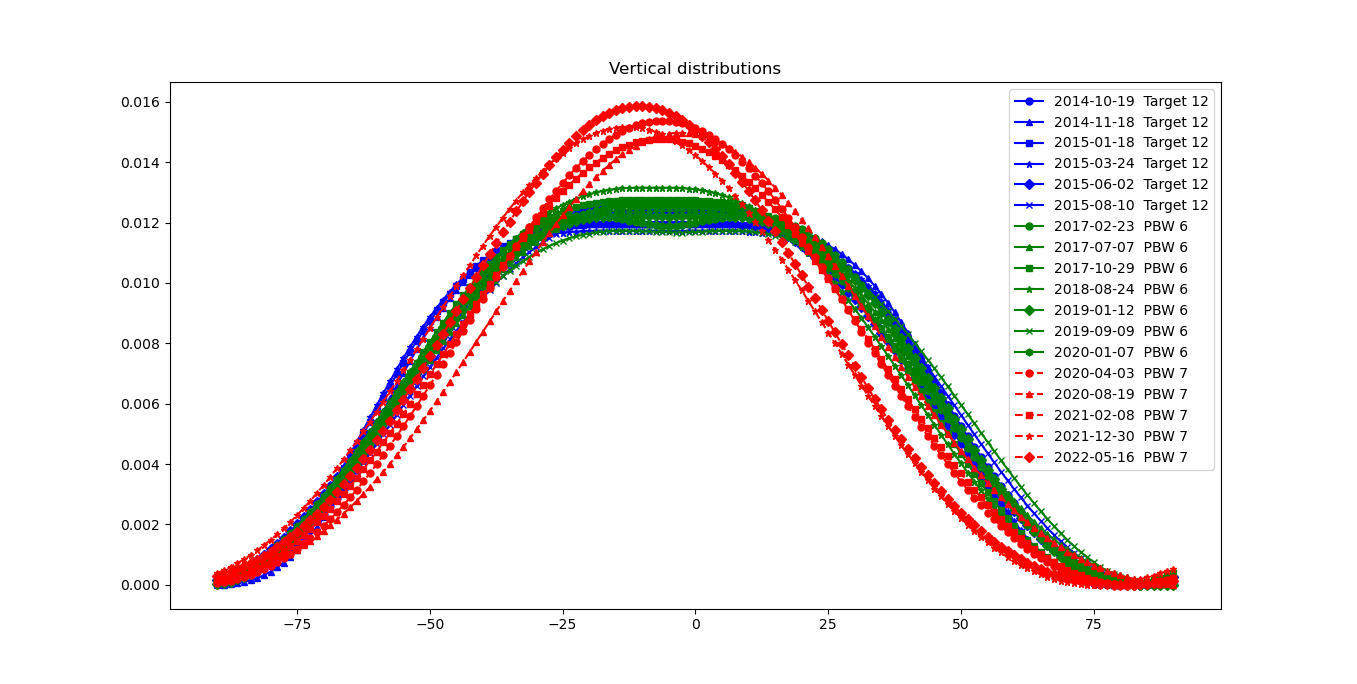 Vertical distributions
0.016
0.014
0.012
0.010
0.008
0.006
0.004
0.002
0.000
−75
−50
−25
0
25
50
75
2014-10-19 Target 12
2014-11-18 Target 12
2015-01-18 Target 12
2015-03-24 Target 12
2015-06-02 Target 12
2015-08-10 Target 12
2017-02-23 PBW 6
2017-07-07 PBW 6
2017-10-29 PBW 6
2018-08-24 PBW 6
2019-01-12 PBW 6
2019-09-09 PBW 6
2020-01-07 PBW 6
2020-04-03 PBW 7
2020-08-19 PBW 7
2021-02-08 PBW 7
2021-12-30 PBW 7
2022-05-16 PBW 7